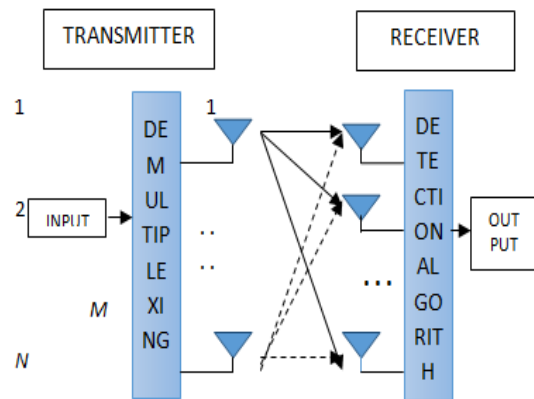 TRANSMITTER
RECEIVER
1
1
2
INPUT
M
N
DE
M
UL
TIP
LE
XI
NG
..
..
DE
TE
CTI
ON
AL
GO
RIT
H
...
OUT
PUT